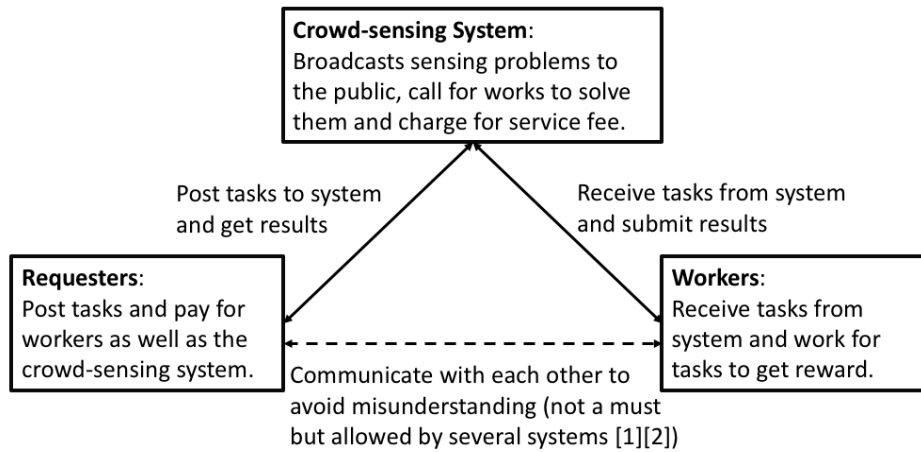 Crowd-sensing System:
Broadcasts sensing problems to
the public, call for works to solve
them and charge for service fee.
Post tasks to system
and get results
Receive tasks from system
and submit results
Requesters:
Post tasks and pay for
workers as well as the
crowd-sensing system.
Workers:
Receive tasks from
system and work for
tasks to get reward.
Communicate with each other to
avoid misunderstanding (not a must
but allowed by several systems [1][2])